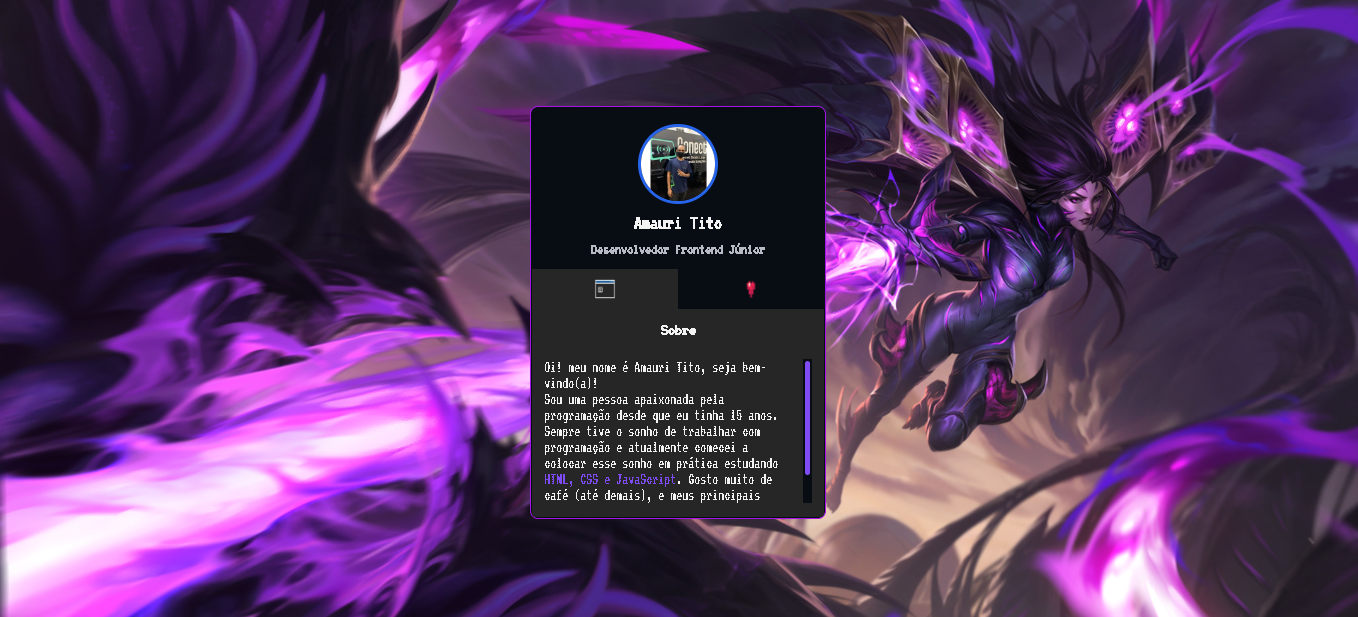 Conect
Amauri Tito
Desenvolvedor Frontend Júnior
Sobre
Oi! meu nome é Amauri Tito, seja bem-
vindo(a)!
Sou uma pessoa apaixonada pela
programação desde que eu tinha 15 anos.
Sempre tive o sonho de trabalhar com
programação e atualmente comecei a
colocar esse sonho em prática estudando
HTML, CSS e JavaScript. Gosto muito de
café (até demais), e meus principais